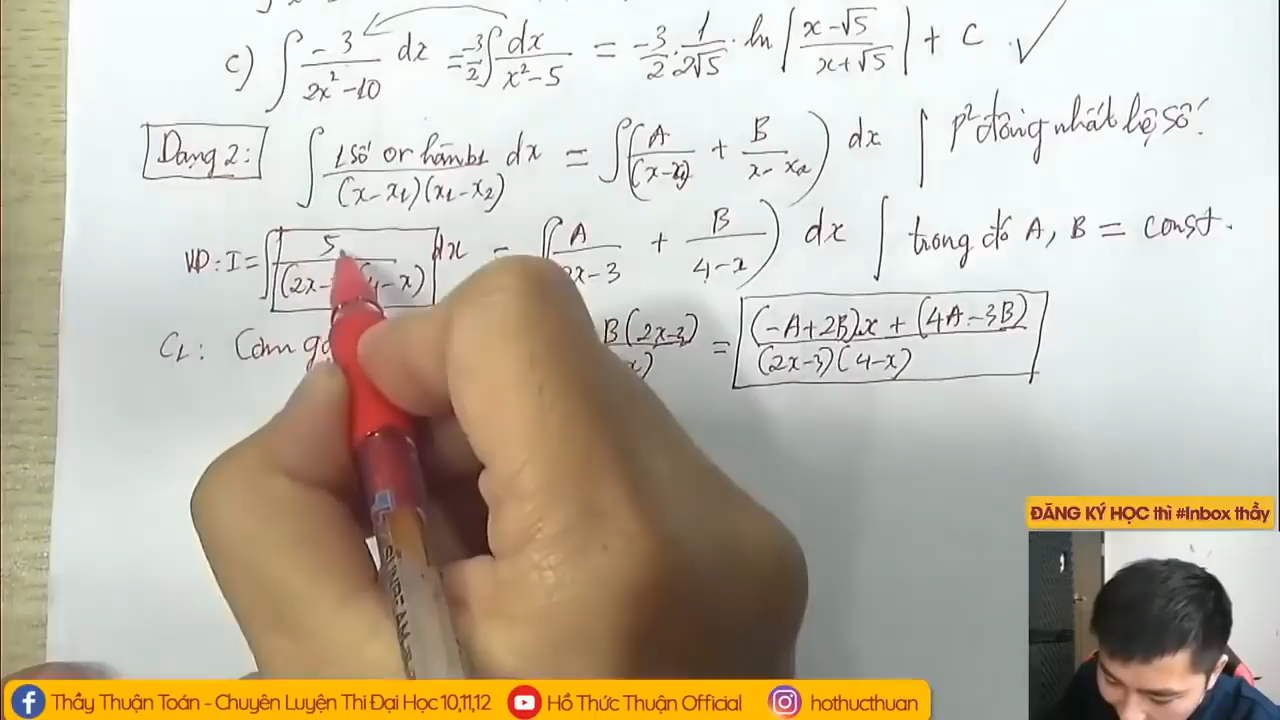 c) ∫ -3/(2x²-10) dx = -3/2 ∫ dx/(x²-5) = -3/2 . 1/(2√5) . ln |(x-√5)/(x+√5)| + C . ✓
Dạng 2: ∫ (1 số or hàm b1)/((x-x₁)(x₁-x₂)) dx = ∫(A/(x-x₁) + B/(x-x₂)) dx | p² đồng nhất hệ số.
VD: I = ∫ 5/((2x- 4-x) dx = ∫(A/2x-3 + B/(4-x)) dx ∫ trong đó A, B = const.
C₁: B(2x-3) = ((-A+2B)x + (4A-3B))/((2x-3)(4-x))
ĐĂNG KÝ HỌC thì #Inbox thầy
SUNBEAM
Thầy Thuận Toán - Chuyên Luyện Thi Đại Học 10,11,12 Hồ Thức Thuận Official hothucthuan